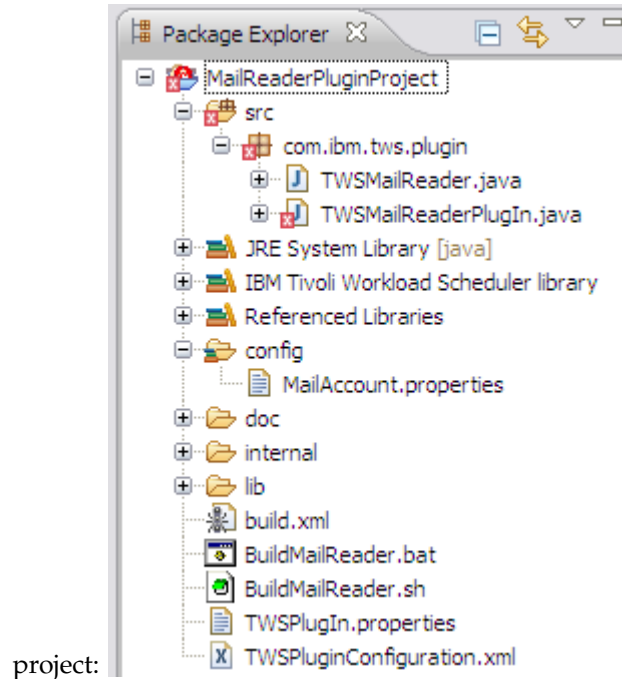 Package Explorer
MailReaderPluginProject
src
com.ibm.tws.plugin
TWSMailReader.java
TWSMailReaderPlugIn.java
JRE System Library [java]
IBM Tivoli Workload Scheduler library
Referenced Libraries
config
MailAccount.properties
doc
internal
lib
build.xml
BuildMailReader.bat
BuildMailReader.sh
TWSPlugIn.properties
TWSPluginConfiguration.xml
project: